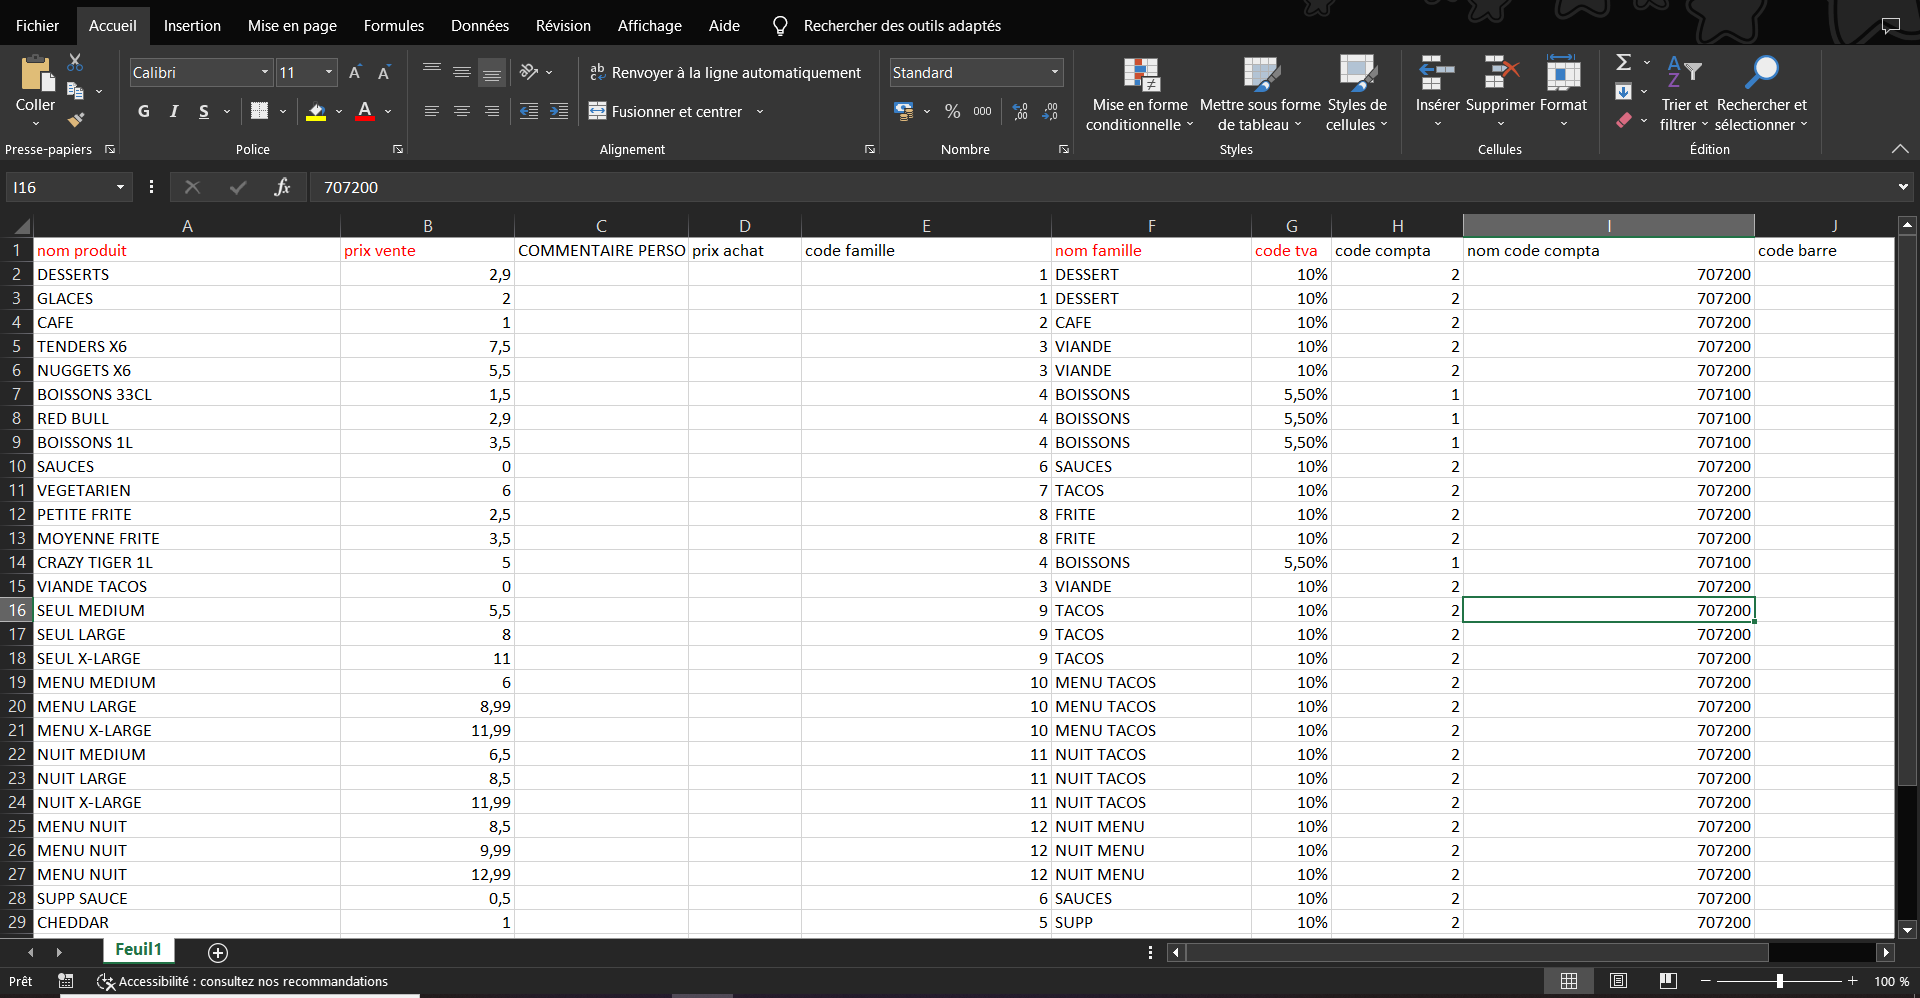 Fichier Accueil Insertion Mise en page Formules Données Révision Affichage Aide Rechercher des outils adaptés
Coller
Presse-papiers
Calibri 11 A A
G I S A
Police
ab c Renvoyer à la ligne automatiquement
Fusionner et centrer
Alignement
Standard
% 000 ,00 ,00
Nombre
Mise en forme conditionnelle
Mettre sous forme de tableau
Styles de cellules
Styles
Insérer Supprimer Format
Cellules
Σ
Trier et filtrer
Rechercher et sélectionner
Édition
I16 fx 707200
A B C D E F G H I J
1 nom produit prix vente COMMENTAIRE PERSO prix achat code famille nom famille code tva code compta nom code compta code barre
2 DESSERTS 2,9 1 DESSERT 10% 2 707200
3 GLACES 2 1 DESSERT 10% 2 707200
4 CAFE 1 2 CAFE 10% 2 707200
5 TENDERS X6 7,5 3 VIANDE 10% 2 707200
6 NUGGETS X6 5,5 3 VIANDE 10% 2 707200
7 BOISSONS 33CL 1,5 4 BOISSONS 5,50% 1 707100
8 RED BULL 2,9 4 BOISSONS 5,50% 1 707100
9 BOISSONS 1L 3,5 4 BOISSONS 5,50% 1 707100
10 SAUCES 0 6 SAUCES 10% 2 707200
11 VEGETARIEN 6 7 TACOS 10% 2 707200
12 PETITE FRITE 2,5 8 FRITE 10% 2 707200
13 MOYENNE FRITE 3,5 8 FRITE 10% 2 707200
14 CRAZY TIGER 1L 5 4 BOISSONS 5,50% 1 707100
15 VIANDE TACOS 0 3 VIANDE 10% 2 707200
16 SEUL MEDIUM 5,5 9 TACOS 10% 2 707200
17 SEUL LARGE 8 9 TACOS 10% 2 707200
18 SEUL X-LARGE 11 9 TACOS 10% 2 707200
19 MENU MEDIUM 6 10 MENU TACOS 10% 2 707200
20 MENU LARGE 8,99 10 MENU TACOS 10% 2 707200
21 MENU X-LARGE 11,99 10 MENU TACOS 10% 2 707200
22 NUIT MEDIUM 6,5 11 NUIT TACOS 10% 2 707200
23 NUIT LARGE 8,5 11 NUIT TACOS 10% 2 707200
24 NUIT X-LARGE 11,99 11 NUIT TACOS 10% 2 707200
25 MENU NUIT 8,5 12 NUIT MENU 10% 2 707200
26 MENU NUIT 9,99 12 NUIT MENU 10% 2 707200
27 MENU NUIT 12,99 12 NUIT MENU 10% 2 707200
28 SUPP SAUCE 0,5 6 SAUCES 10% 2 707200
29 CHEDDAR 1 5 SUPP 10% 2 707200
Feuil1
Prêt Accessibilité : consultez nos recommandations 100 %